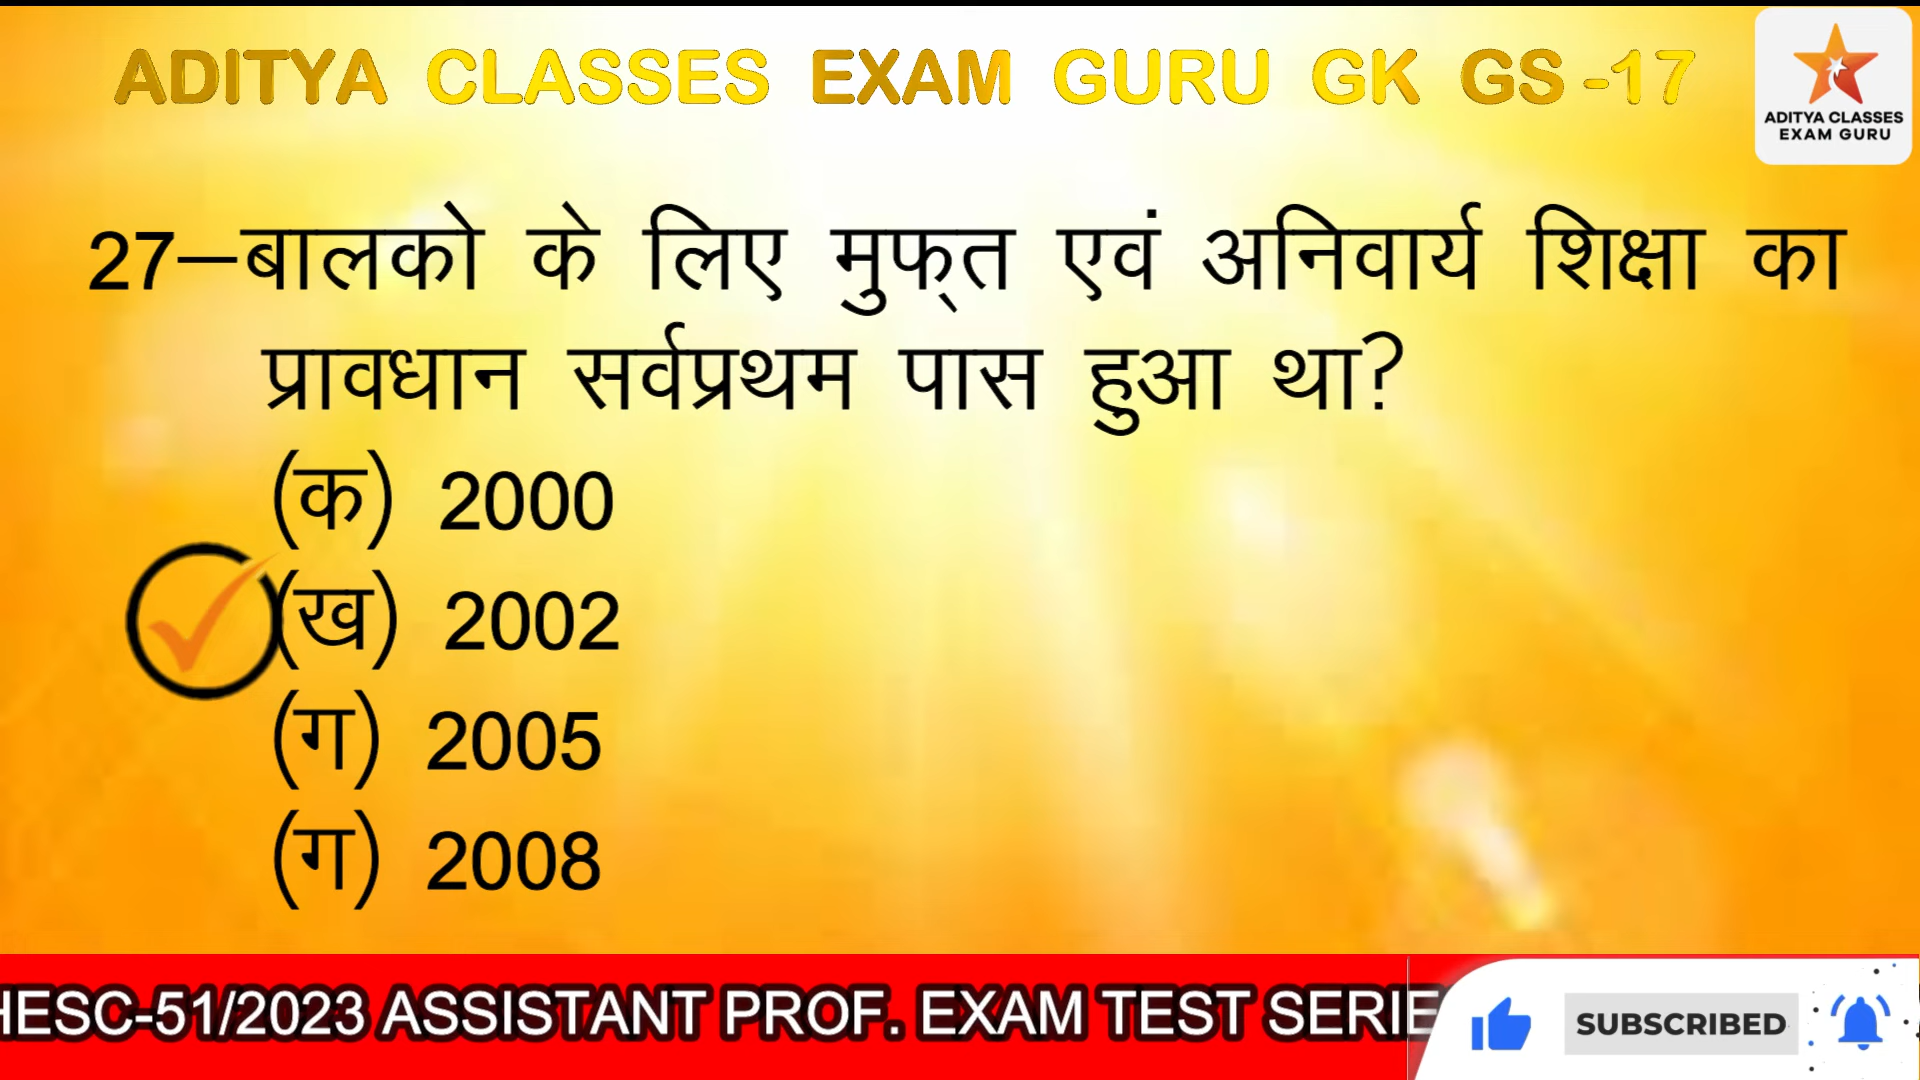 ADITYA CLASSES EXAM GURU GK GS -17
ADITYA CLASSES
EXAM GURU
27–बालको के लिए मुफ्त एवं अनिवार्य शिक्षा का
प्रावधान सर्वप्रथम पास हुआ था?
(क) 2000
(ख) 2002
(ग) 2005
(ग) 2008
HESC-51/2023 ASSISTANT PROF. EXAM TEST SERIE
SUBSCRIBED